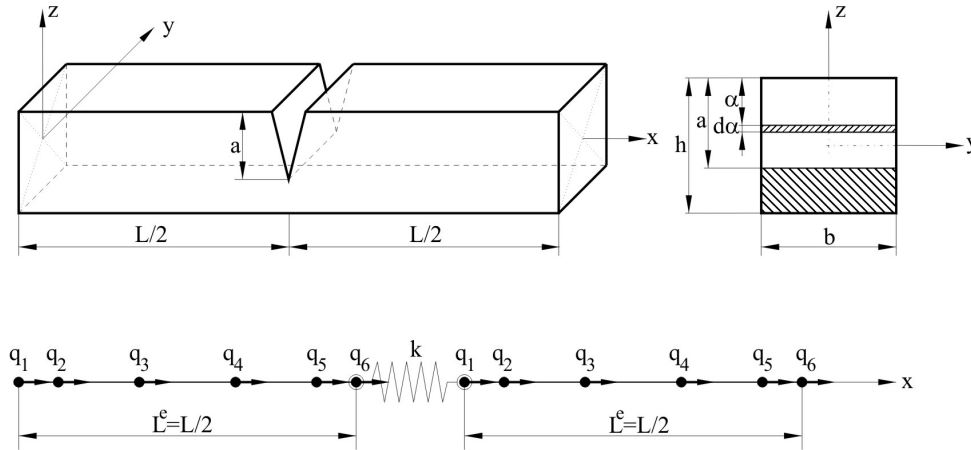 z
y
a
x
L/2
L/2
z
α
a
dα
h
y
b
q₁ q₂ q₃ q₄ q₅ q₆ k q₁ q₂ q₃ q₄ q₅ q₆ x
Lᵉ=L/2
Lᵉ=L/2